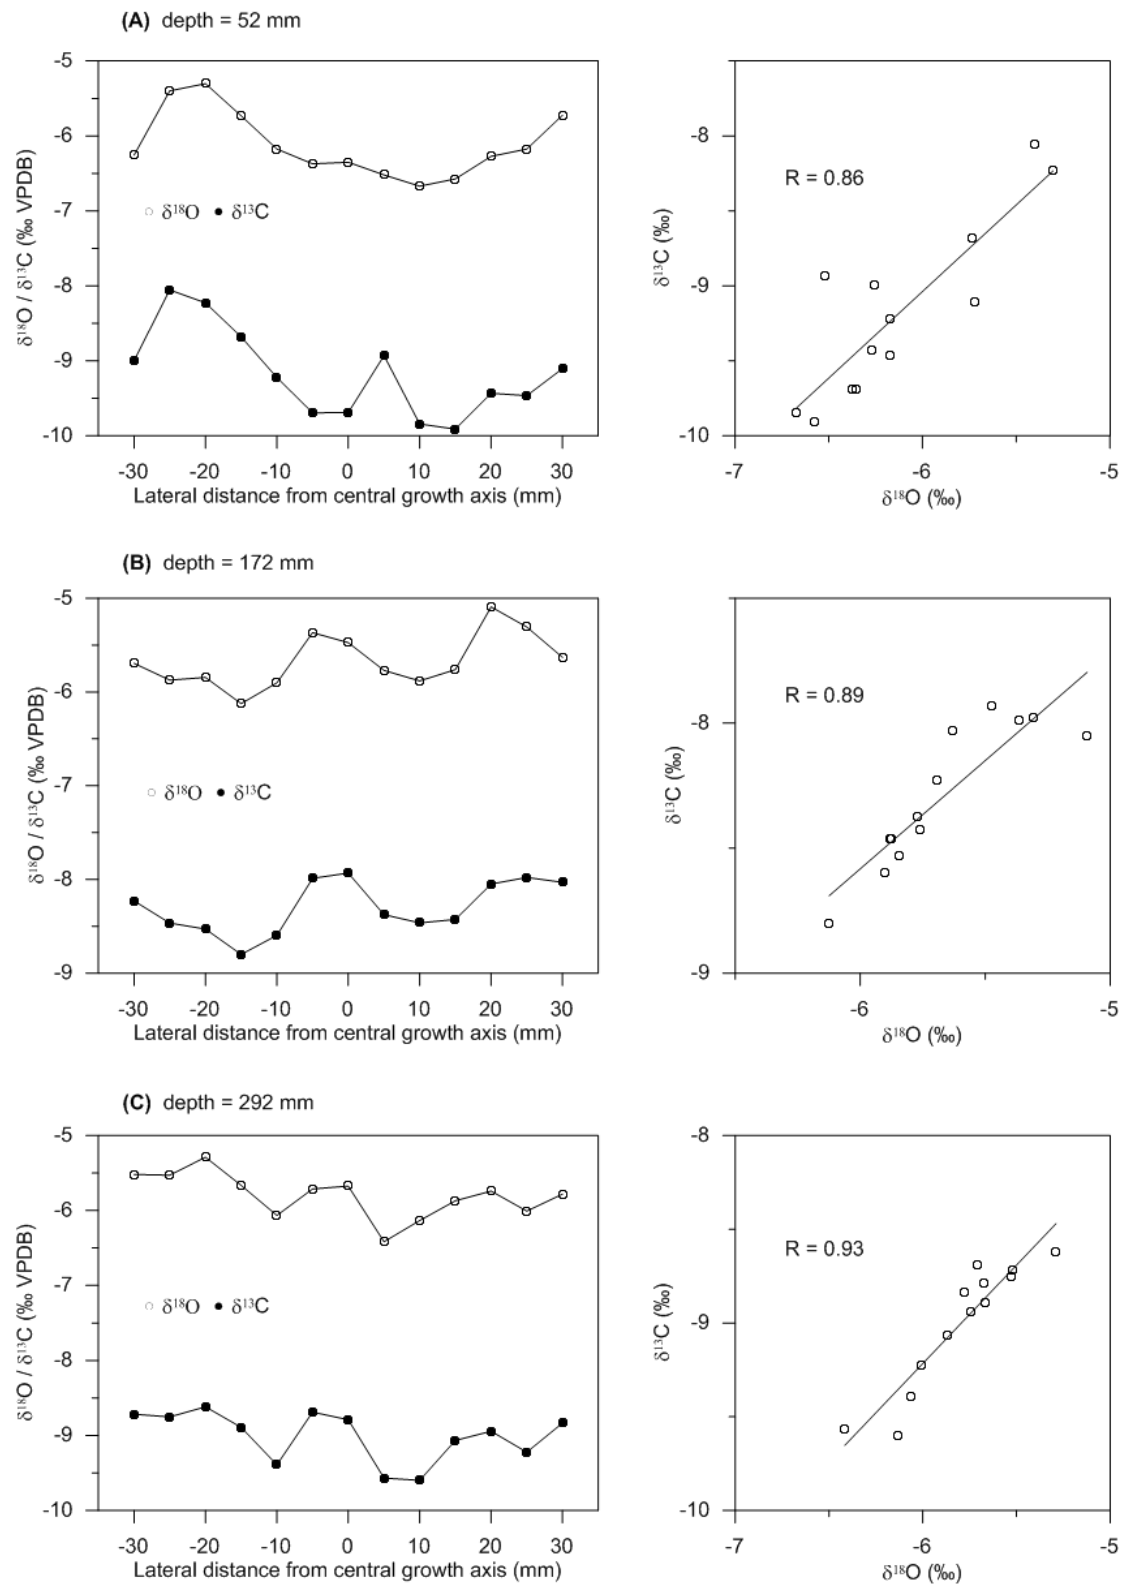 (A) depth = 52 mm
-5
-6
-7
-8
-9
-10
δ¹⁸O / δ¹³C (‰ VPDB)
δ¹⁸O δ¹³C
-30 -20 -10 0 10 20 30
Lateral distance from central growth axis (mm)
-8
-9
-10
δ¹³C (‰)
R = 0.86
-7 -6 -5
δ¹⁸O (‰)
(B) depth = 172 mm
-5
-6
-7
-8
-9
δ¹⁸O / δ¹³C (‰ VPDB)
δ¹⁸O δ¹³C
-30 -20 -10 0 10 20 30
Lateral distance from central growth axis (mm)
-8
-9
δ¹³C (‰)
R = 0.89
-6 -5
δ¹⁸O (‰)
(C) depth = 292 mm
-5
-6
-7
-8
-9
-10
δ¹⁸O / δ¹³C (‰ VPDB)
δ¹⁸O δ¹³C
-30 -20 -10 0 10 20 30
Lateral distance from central growth axis (mm)
-8
-9
-10
δ¹³C (‰)
R = 0.93
-7 -6 -5
δ¹⁸O (‰)